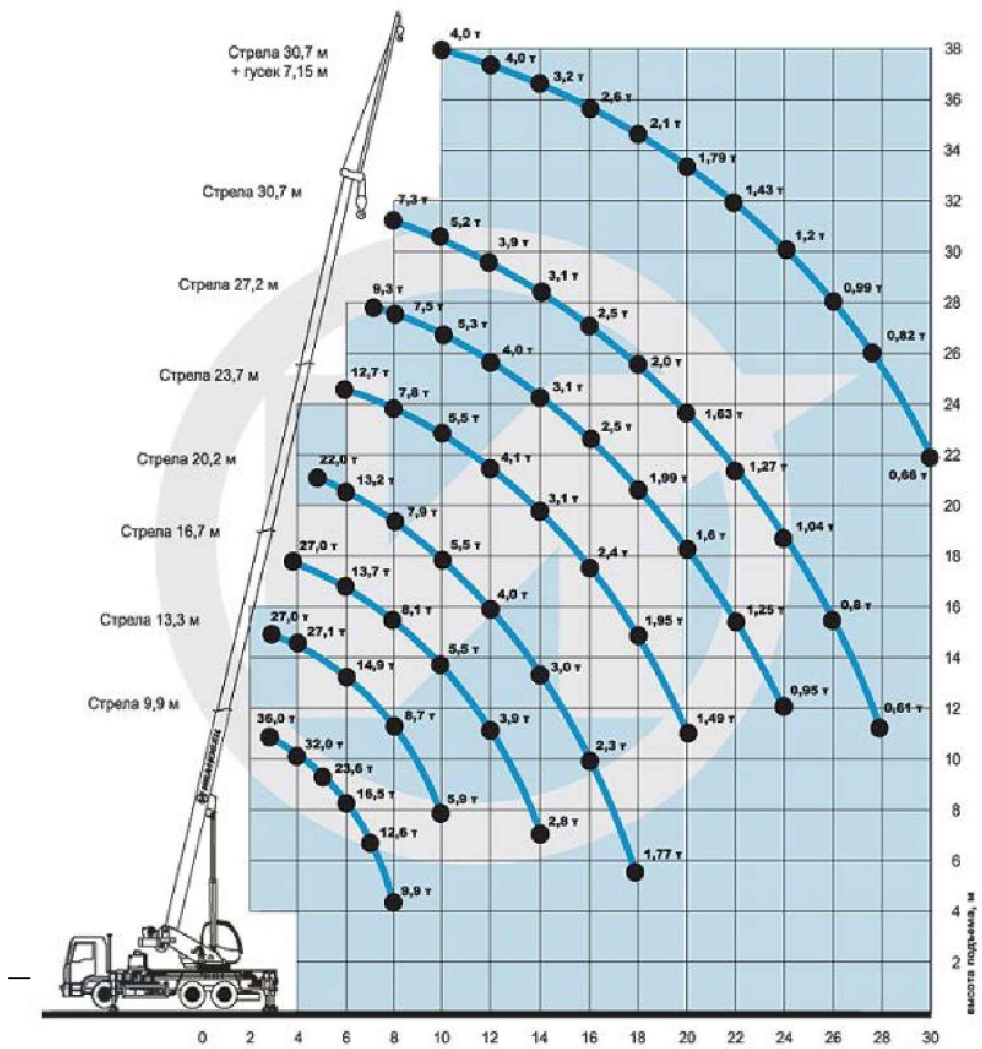 Стрела 30,7 м
+ гусек 7,15 м
Стрела 30,7 м
Стрела 27,2 м
Стрела 23,7 м
Стрела 20,2 м
Стрела 16,7 м
Стрела 13,3 м
Стрела 9,9 м
4,0 т
4,0 т
3,2 т
2,6 т
2,1 т
1,79 т
1,43 т
1,2 т
0,99 т
0,82 т
0,66 т
7,3 т
5,2 т
3,9 т
3,1 т
2,5 т
2,0 т
1,63 т
1,27 т
1,04 т
0,8 т
0,61 т
9,3 т
7,5 т
5,3 т
4,0 т
3,1 т
2,5 т
1,99 т
1,6 т
1,25 т
0,95 т
12,7 т
7,8 т
5,5 т
4,1 т
3,1 т
2,4 т
1,95 т
1,49 т
22,0 т
13,2 т
7,9 т
5,5 т
4,0 т
3,0 т
2,3 т
1,77 т
27,0 т
13,7 т
8,1 т
5,5 т
3,9 т
2,8 т
27,0 т
27,1 т
14,9 т
8,7 т
5,9 т
36,0 т
32,0 т
23,6 т
16,5 т
12,6 т
9,9 т
38
36
34
32
30
28
26
24
22
20
18
16
14
12
10
8
6
4
2
высота подъема, м
0 2 4 6 8 10 12 14 16 18 20 22 24 26 28 30